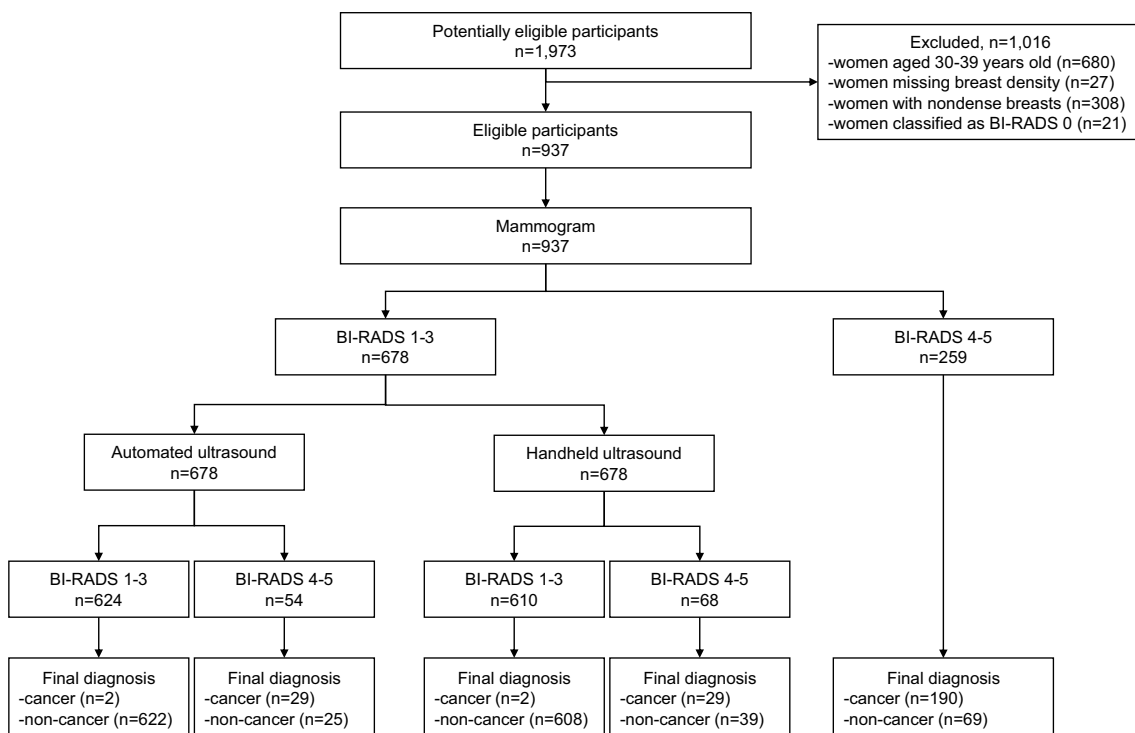 Potentially eligible participants
n=1,973
Excluded, n=1,016
-women aged 30-39 years old (n=680)
-women missing breast density (n=27)
-women with nondense breasts (n=308)
-women classified as BI-RADS 0 (n=21)
Eligible participants
n=937
Mammogram
n=937
BI-RADS 1-3
n=678
BI-RADS 4-5
n=259
Automated ultrasound
n=678
Handheld ultrasound
n=678
BI-RADS 1-3
n=624
BI-RADS 4-5
n=54
BI-RADS 1-3
n=610
BI-RADS 4-5
n=68
Final diagnosis
-cancer (n=2)
-non-cancer (n=622)
Final diagnosis
-cancer (n=29)
-non-cancer (n=25)
Final diagnosis
-cancer (n=2)
-non-cancer (n=608)
Final diagnosis
-cancer (n=29)
-non-cancer (n=39)
Final diagnosis
-cancer (n=190)
-non-cancer (n=69)